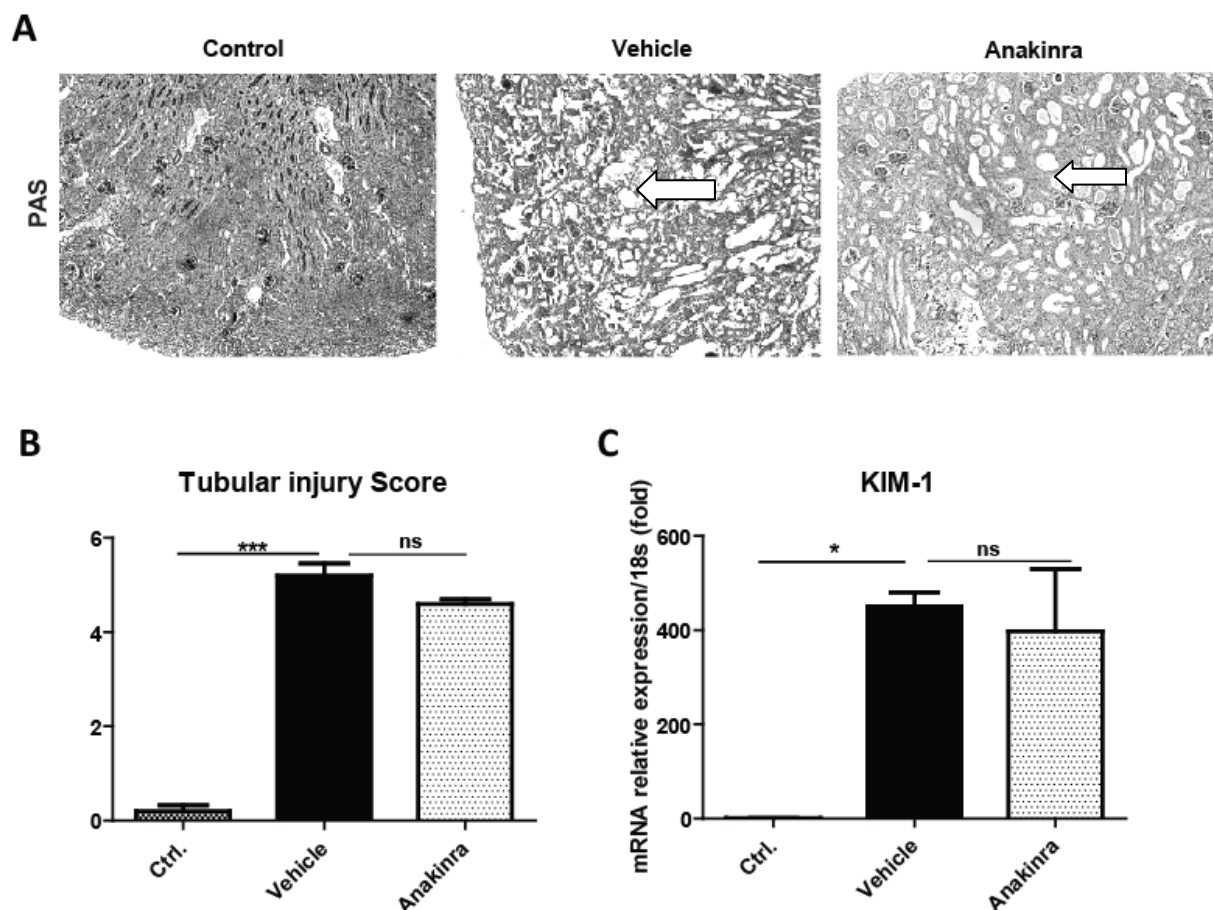 A
Control
Vehicle
Anakinra
PAS
B
Tubular injury Score
6
4
2
0
***
ns
Ctrl.
Vehicle
Anakinra
C
KIM-1
mRNA relative expression/18s (fold)
600
400
200
0
*
ns
Ctrl.
Vehicle
Anakinra